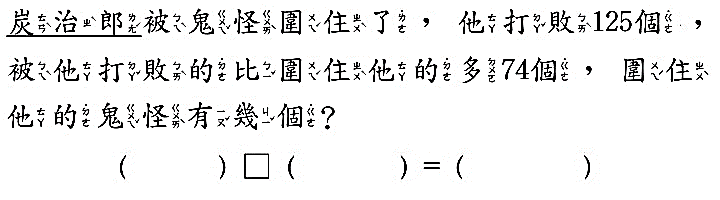 炭治郎被鬼怪圍住了，他打敗125個，
被他打敗的比圍住他的多74個，圍住
他的鬼怪有幾個？
(　　　)□(　　　)=(　　　)